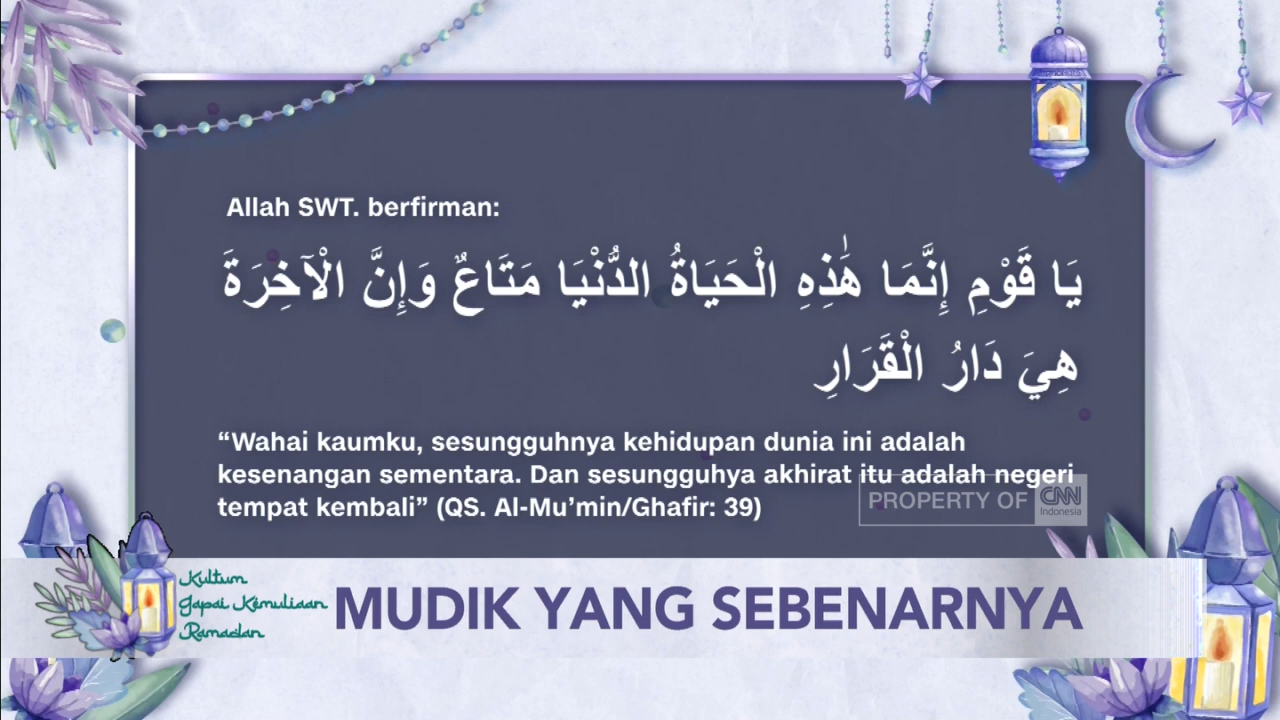 Allah SWT. berfirman:
يَا قَوْمِ إِنَّمَا هَٰذِهِ الْحَيَاةُ الدُّنْيَا مَتَاعٌ وَإِنَّ الْآخِرَةَ
هِيَ دَارُ الْقَرَارِ
“Wahai kaumku, sesungguhnya kehidupan dunia ini adalah
kesenangan sementara. Dan sesungguhya akhirat itu adalah negeri
tempat kembali” (QS. Al-Mu’min/Ghafir: 39)
PROPERTY OF CNN
Indonesia
Kultum
Gapai Kemuliaan
Ramadan
MUDIK YANG SEBENARNYA